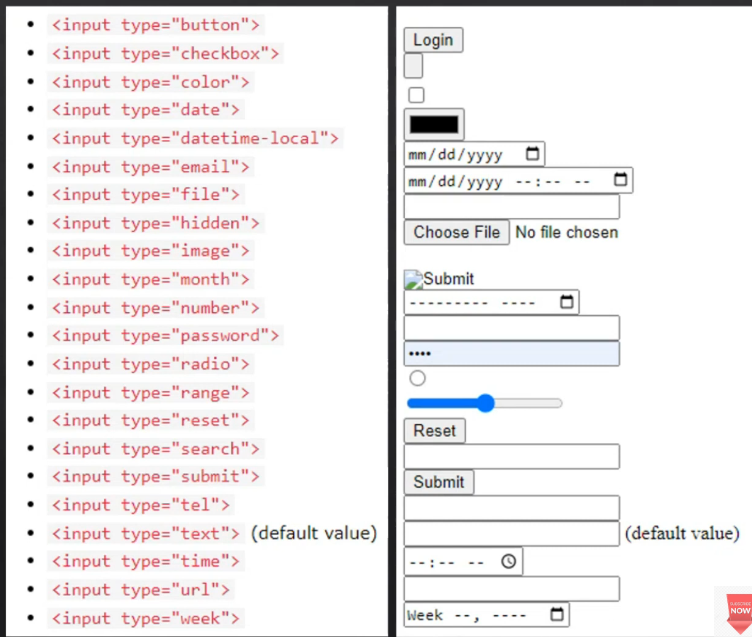 <input type="button">
<input type="checkbox">
<input type="color">
<input type="date">
<input type="datetime-local">
<input type="email">
<input type="file">
<input type="hidden">
<input type="image">
<input type="month">
<input type="number">
<input type="password">
<input type="radio">
<input type="range">
<input type="reset">
<input type="search">
<input type="submit">
<input type="tel">
<input type="text"> (default value)
<input type="time">
<input type="url">
<input type="week">
Login
mm/dd/yyyy
mm/dd/yyyy --:-- --
Choose File No file chosen
Submit
--------- ----
••••
Reset
Submit
(default value)
--:-- --
Week --, ----
SUBSCRIBE
NOW